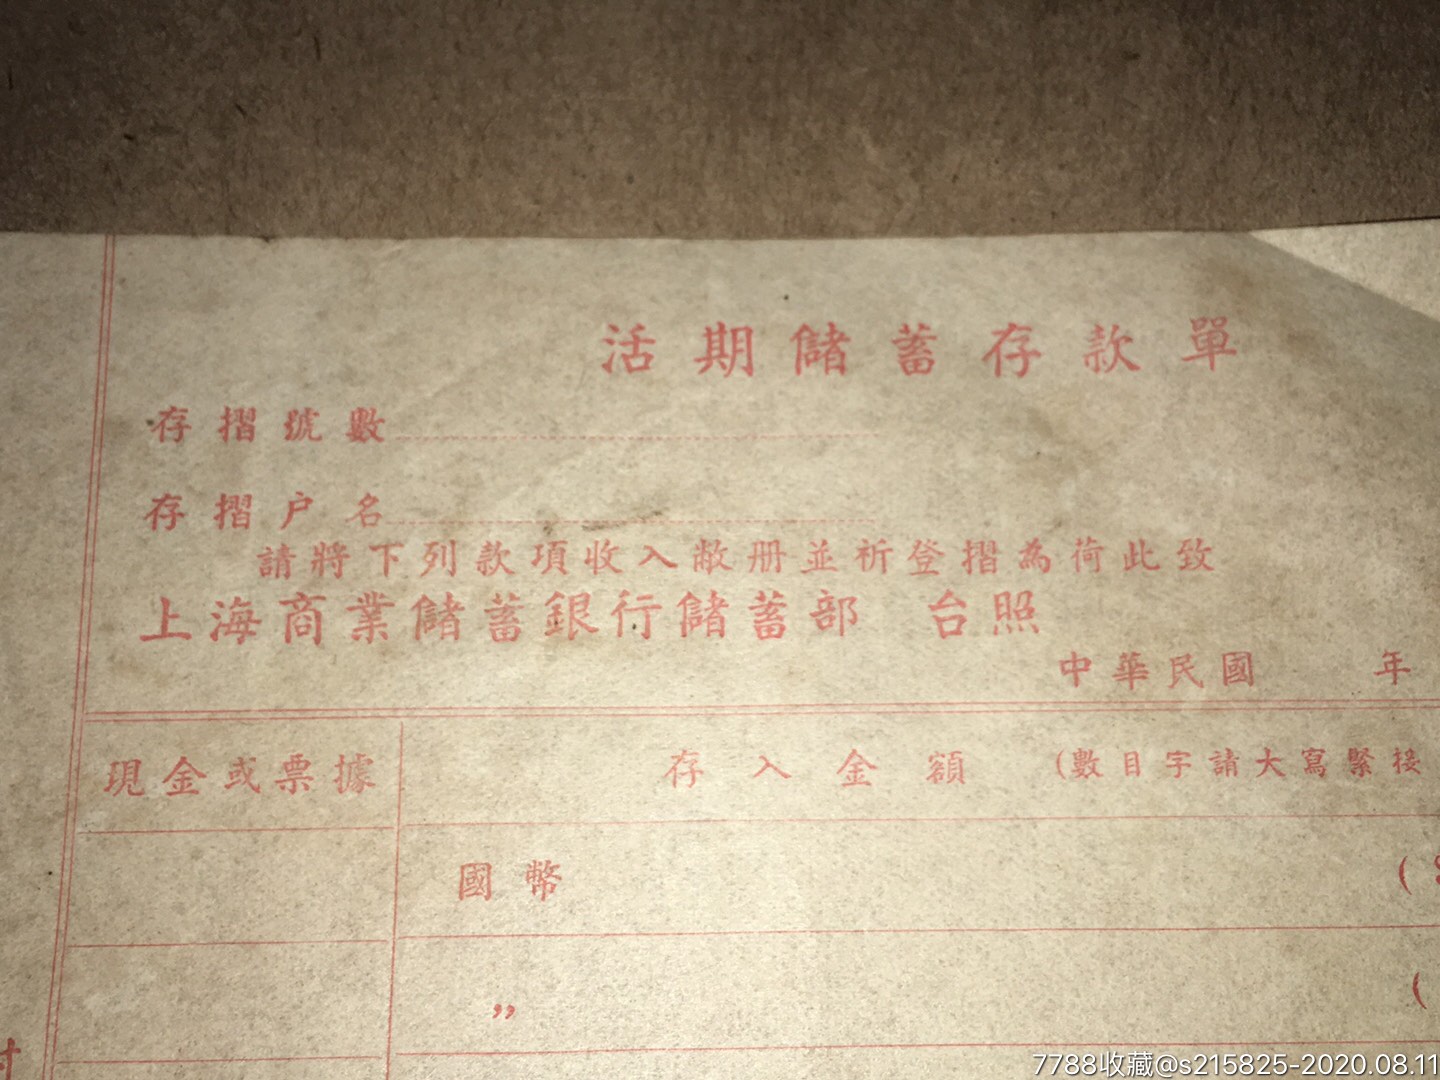 活期儲蓄存款單
存摺號數
存摺户名
請將下列款項收入敝册並祈登摺為荷此致
上海商業儲蓄銀行儲蓄部 台照
中華民國 年
現金或票據 存入金額 (數目字請大寫緊接
國幣 ($
” (
7788收藏@s215825-2020.08.11